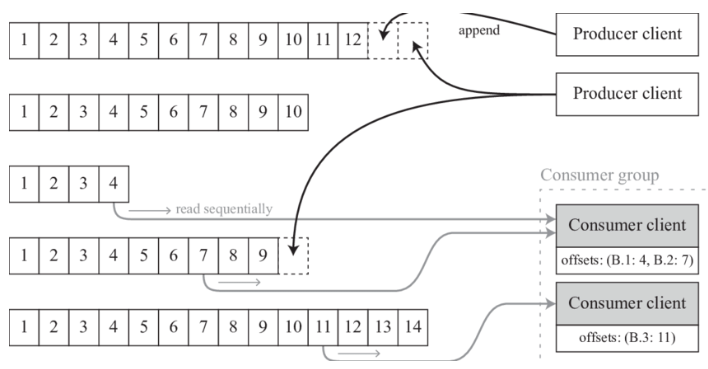 1 2 3 4 5 6 7 8 9 10 11 12
append
Producer client
Producer client
1 2 3 4 5 6 7 8 9 10
1 2 3 4
read sequentially
1 2 3 4 5 6 7 8 9
1 2 3 4 5 6 7 8 9 10 11 12 13 14
Consumer group
Consumer client
offsets: (B.1: 4, B.2: 7)
Consumer client
offsets: (B.3: 11)